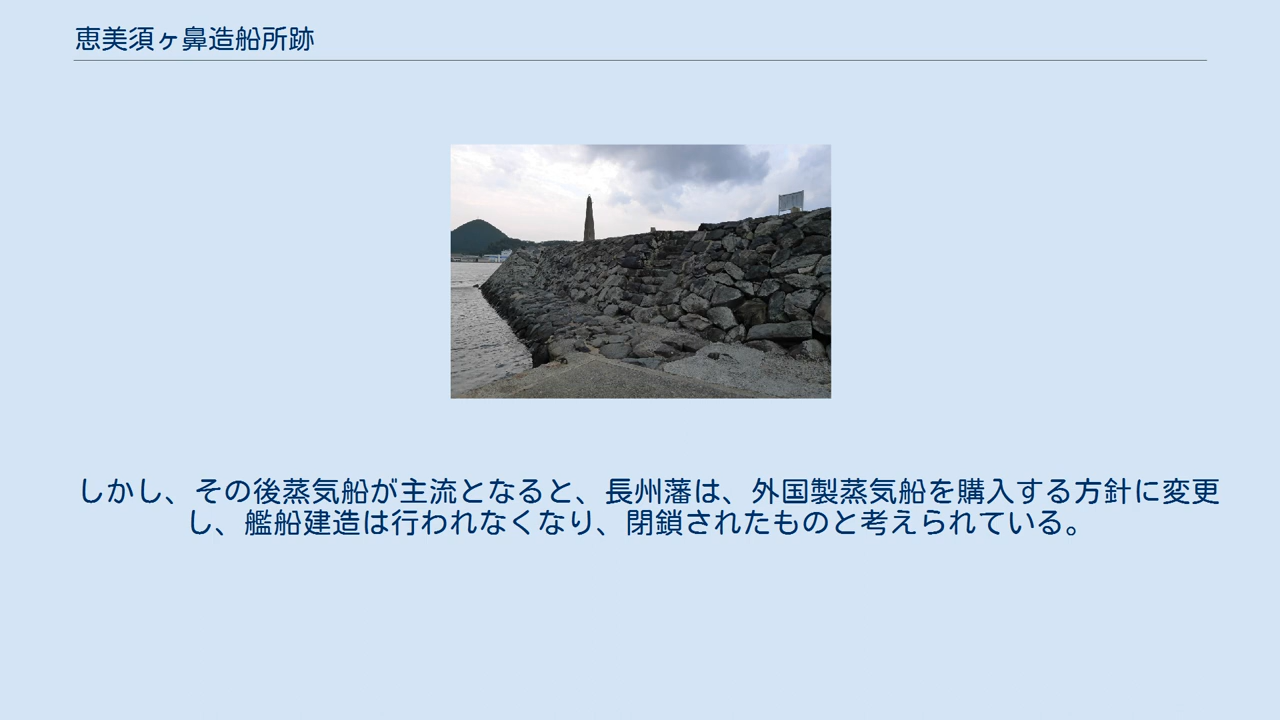 恵美須ヶ鼻造船所跡
しかし、その後蒸気船が主流となると、長州藩は、外国製蒸気船を購入する方針に変更
し、艦船建造は行われなくなり、閉鎖されたものと考えられている。